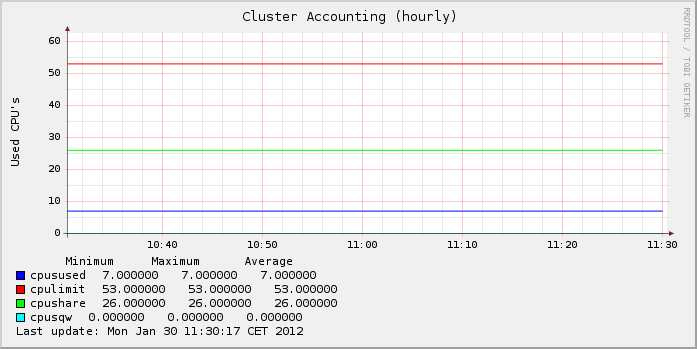 Cluster Accounting (hourly)
RRDTOOL / TOBI OETIKER
Used CPU's
60
50
40
30
20
10
0
10:40 10:50 11:00 11:10 11:20 11:30
Minimum Maximum Average
cpusused 7.000000 7.000000 7.000000
cpulimit 53.000000 53.000000 53.000000
cpushare 26.000000 26.000000 26.000000
cpusqw 0.000000 0.000000 0.000000
Last update: Mon Jan 30 11:30:17 CET 2012